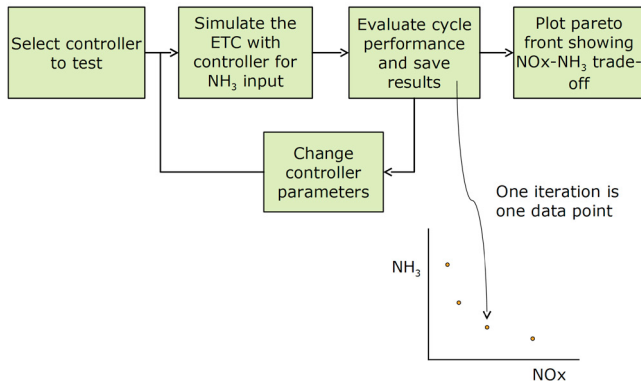 Select controller
to test
Simulate the
ETC with
controller for
NH₃ input
Evaluate cycle
performance
and save
results
Plot pareto
front showing
NOx-NH₃ trade-
off
Change
controller
parameters
One iteration is
one data point
NH₃
NOx